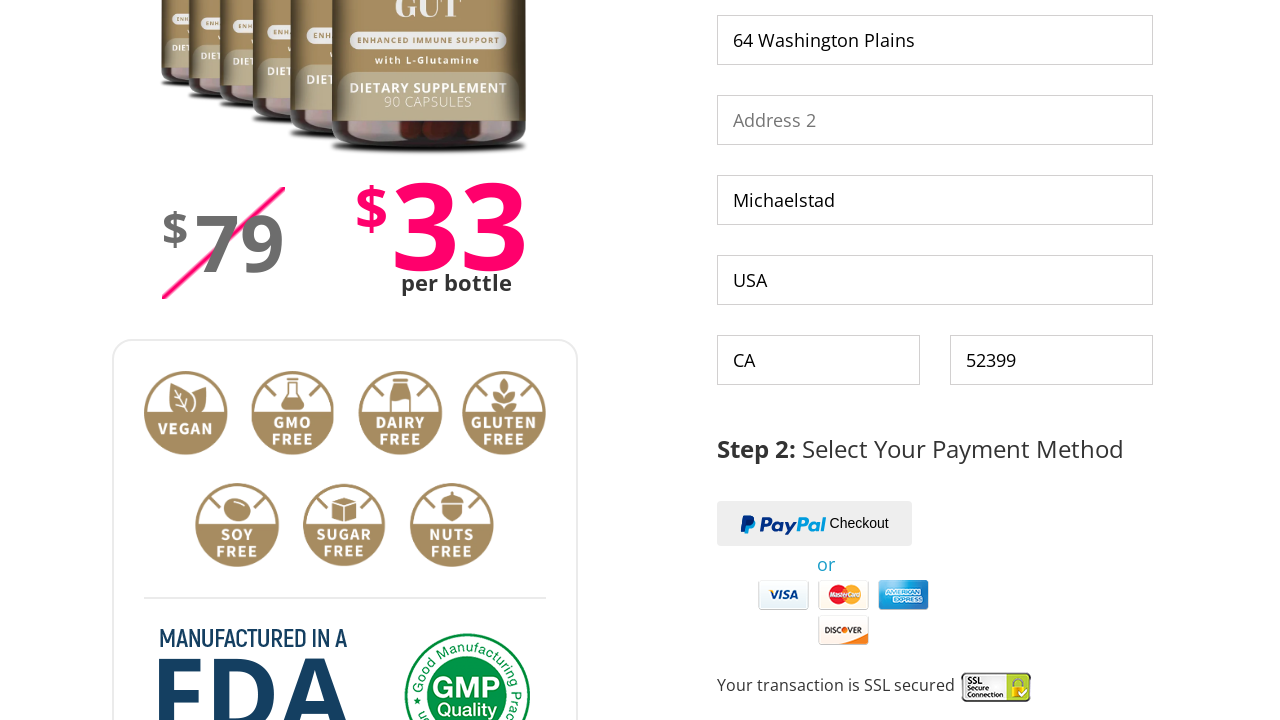 GUT
ENHANCED IMMUNE SUPPORT
with L-Glutamine
DIETARY SUPPLEMENT
90 CAPSULES
$79
$33
per bottle
VEGAN
GMO FREE
DAIRY FREE
GLUTEN FREE
SOY FREE
SUGAR FREE
NUTS FREE
MANUFACTURED IN A
FDA
Good Manufacturing
GMP
Quality
64 Washington Plains
Address 2
Michaelstad
USA
CA
52399
Step 2: Select Your Payment Method
PayPal Checkout
or
VISA
MasterCard
AMERICAN EXPRESS
DISCOVER
Your transaction is SSL secured
SSL
Secure
Connection